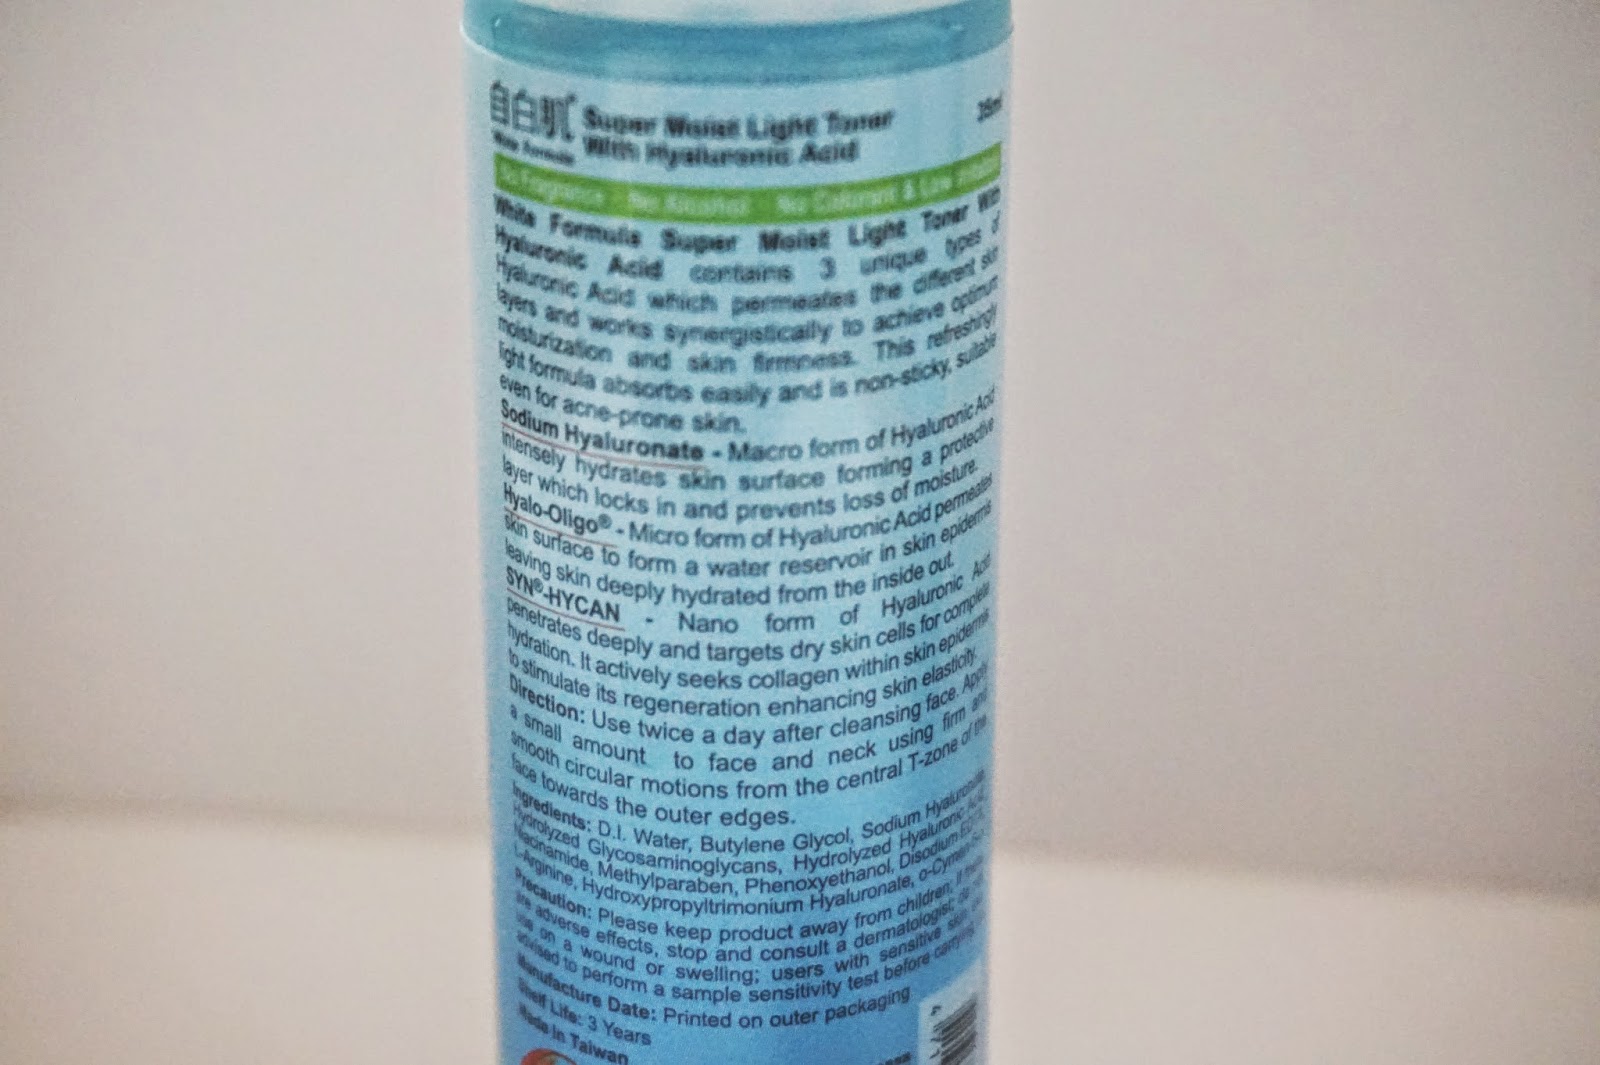 自白肌 Super Moist Light Toner 35ml
White Formula With Hyaluronic Acid
No Fragrance No Alcohol No Colorant & Low Irritation
White Formula Super Moist Light Toner With
Hyaluronic Acid contains 3 unique types of
Hyaluronic Acid which permeates the different skin
layers and works synergistically to achieve optimum
moisturization and skin firmness. This refreshingly
light formula absorbs easily and is non-sticky, suitable
even for acne-prone skin.
Sodium Hyaluronate - Macro form of Hyaluronic Acid
intensely hydrates skin surface forming a protective
layer which locks in and prevents loss of moisture.
Hyalo-Oligo® - Micro form of Hyaluronic Acid permeates
skin surface to form a water reservoir in skin epidermis
leaving skin deeply hydrated from the inside out.
SYN®-HYCAN - Nano form of Hyaluronic Acid
penetrates deeply and targets dry skin cells for complete
hydration. It actively seeks collagen within skin epidermis
to stimulate its regeneration enhancing skin elasticity.
Direction: Use twice a day after cleansing face. Apply
a small amount to face and neck using firm and
smooth circular motions from the central T-zone of the
face towards the outer edges.
Ingredients: D.I. Water, Butylene Glycol, Sodium Hyaluronate,
Hydrolyzed Glycosaminoglycans, Hydrolyzed Hyaluronic Acid,
Niacinamide, Methylparaben, Phenoxyethanol, Disodium
L-Arginine, Hydroxypropyltrimonium Hyaluronate,
Precaution: Please keep product away from children. If there
are adverse effects, stop and consult a dermatologist;
use on a wound or swelling; users with sensitive skin
advised to perform a sample sensitivity test before
Manufacture Date: Printed on outer packaging
Shelf Life: 3 Years
Made In Taiwan